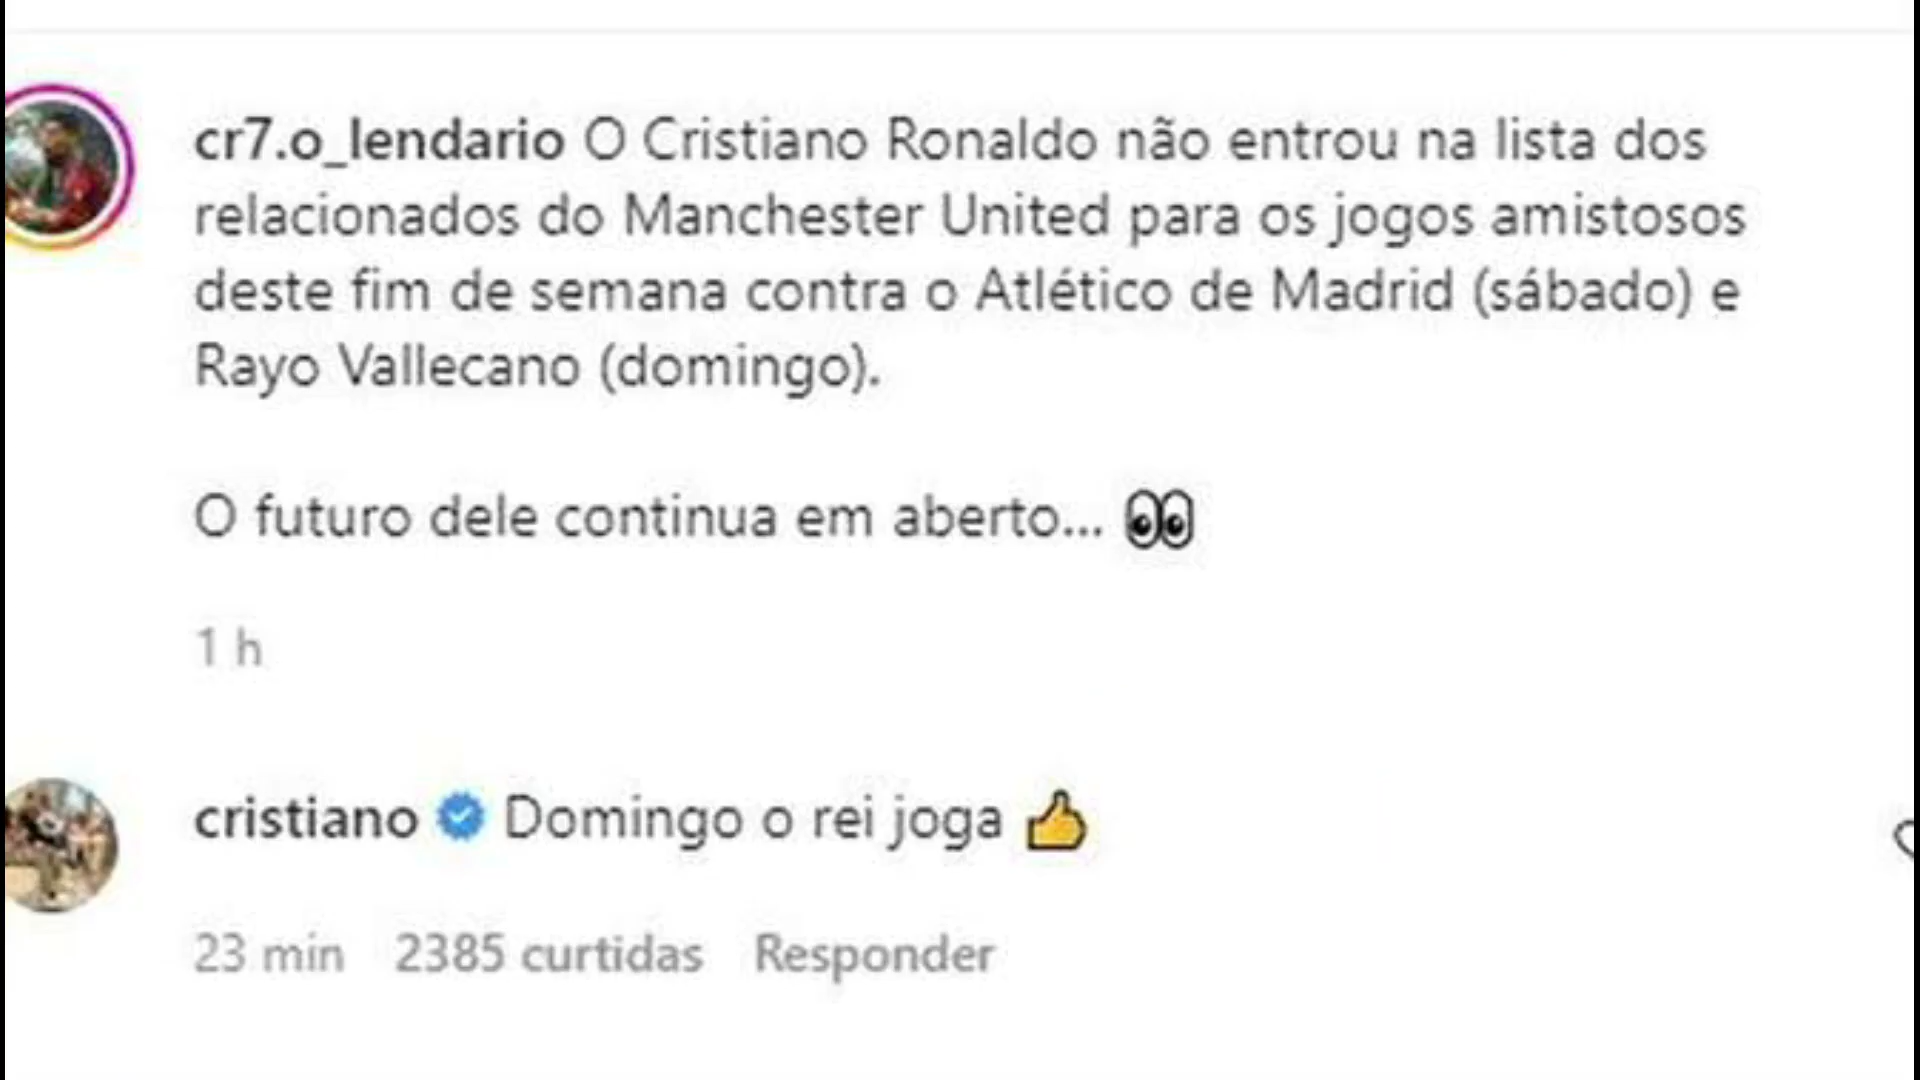 cr7.o_lendario O Cristiano Ronaldo não entrou na lista dos
relacionados do Manchester United para os jogos amistosos
deste fim de semana contra o Atlético de Madrid (sábado) e
Rayo Vallecano (domingo).
O futuro dele continua em aberto... 👀
1 h
cristiano Domingo o rei joga 👍
23 min 2385 curtidas Responder